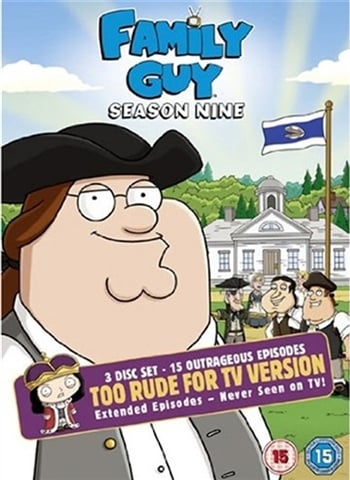 FAMILY
GUY
SEASON NINE
3 DISC SET - 15 OUTRAGEOUS EPISODES
TOO RUDE FOR TV VERSION
Extended Episodes – Never Seen on TV!
15
15